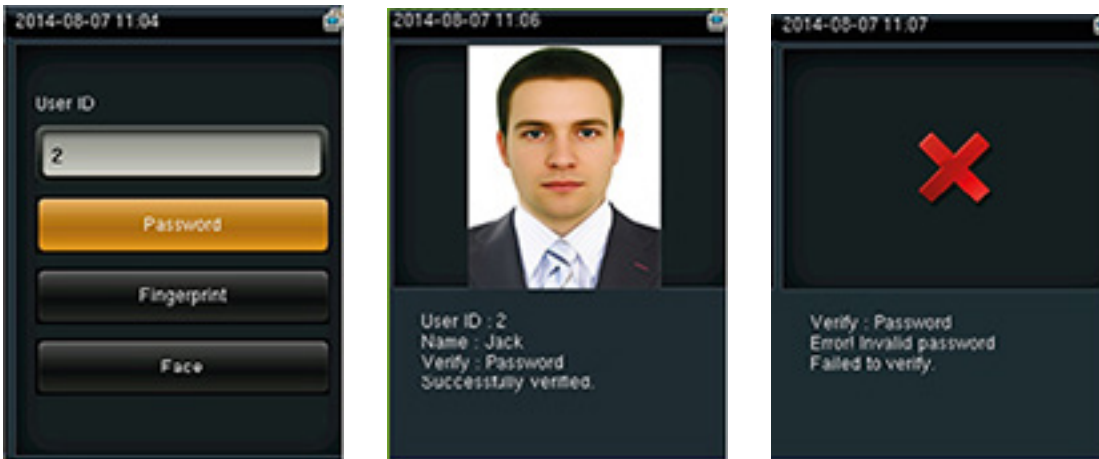 2014-08-07 11:04
User ID
2
Password
Fingerprint
Face
2014-08-07 11:06
User ID : 2
Name : Jack
Verify : Password
Successfully verified.
2014-08-07 11:07
Verify : Password
Error! Invalid password
Failed to verify.